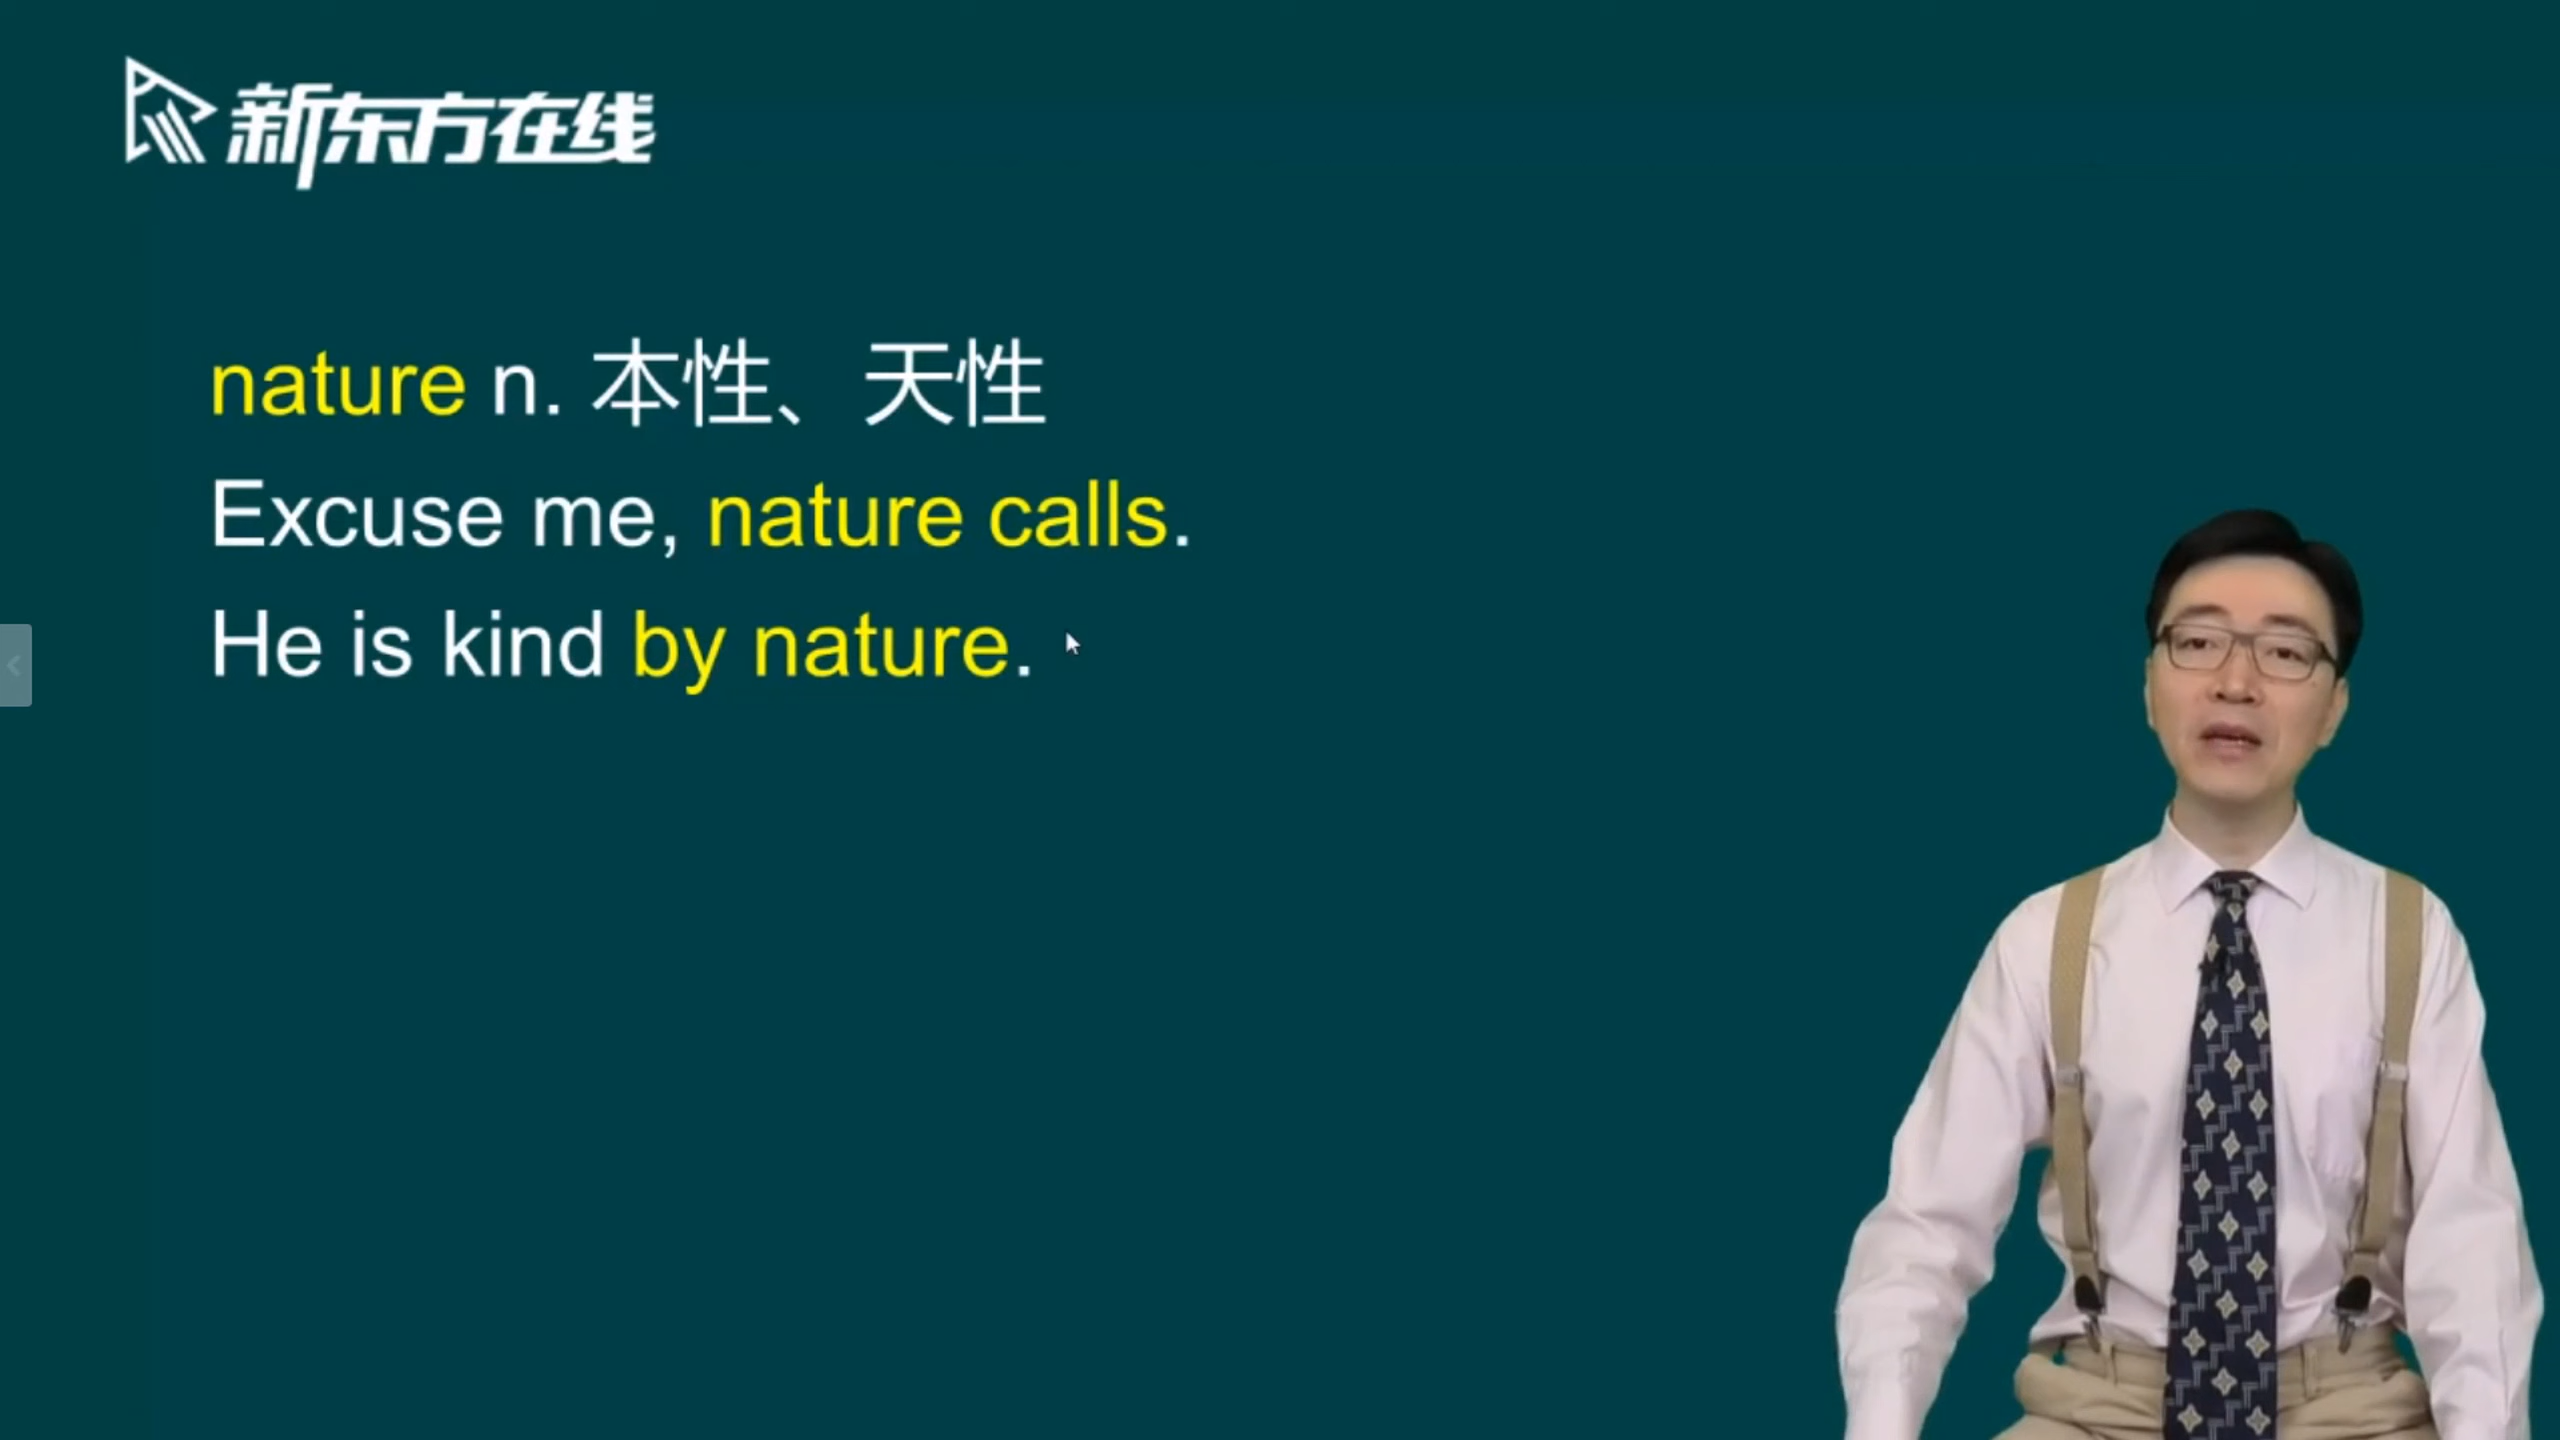 新东方在线
nature n. 本性、天性
Excuse me, nature calls.
He is kind by nature.